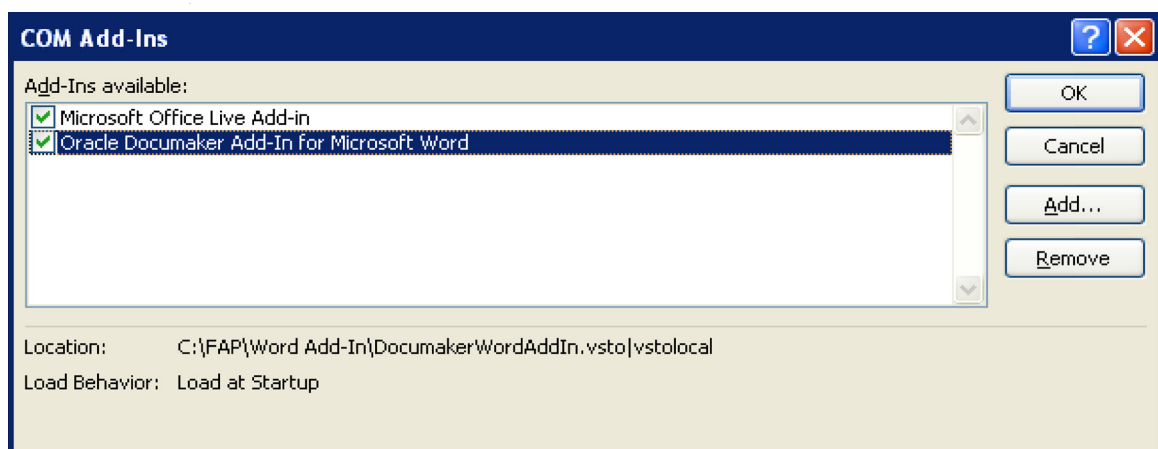 COM Add-Ins
Add-Ins available:
Microsoft Office Live Add-in
Oracle Documaker Add-In for Microsoft Word
OK
Cancel
Add...
Remove
Location: C:\FAP\Word Add-In\DocumakerWordAddIn.vsto|vstolocal
Load Behavior: Load at Startup